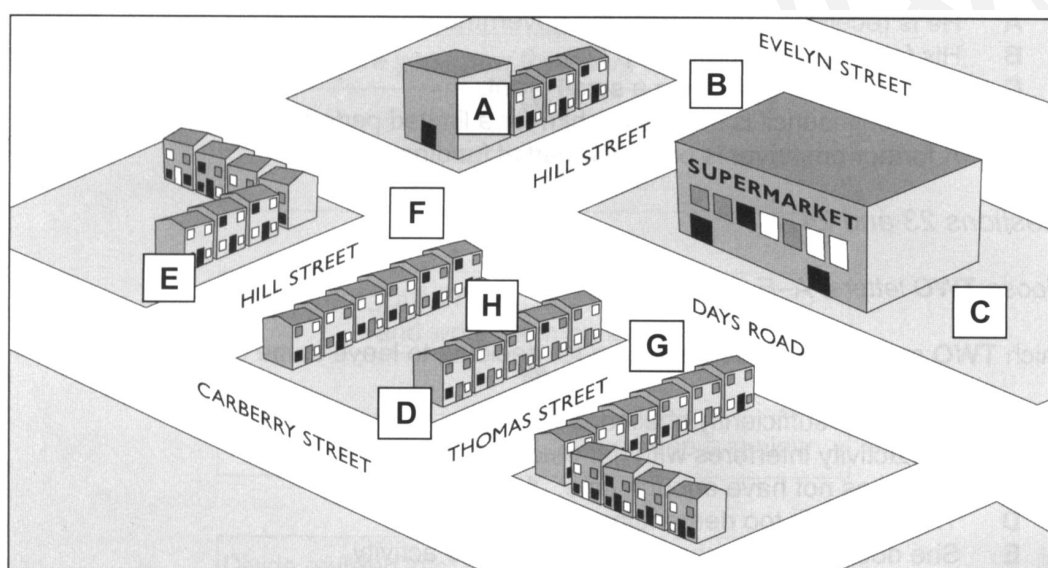 EVELYN STREET
B
A
HILL STREET
SUPERMARKET
F
E
HILL STREET
H
C
DAYS ROAD
G
D
CARBERRY STREET
THOMAS STREET